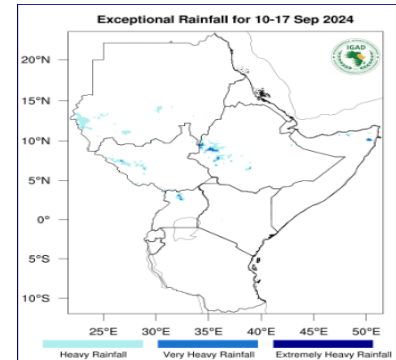 Exceptional Rainfall for 10-17 Sep 2024
IGAD
20°N
15°N
10°N
5°N
0°
5°S
10°S
25°E 30°E 35°E 40°E 45°E 50°E
Heavy Rainfall Very Heavy Rainfall Extremely Heavy Rainfall